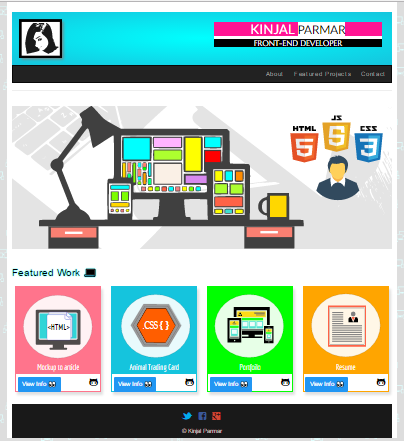 KINJAL PARMAR
FRONT-END DEVELOPER
About Featured Projects Contact
JS
HTML CSS
5 5 3
Featured Work
<HTML> CSS { }
Mockup to article Animal Trading Card Portfolio Resume
View Info View Info View Info View Info
© Kinjal Parmar